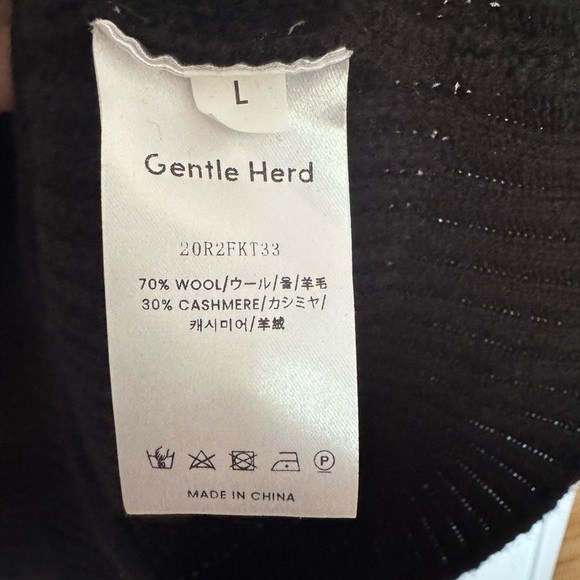 L
Gentle Herd
20R2FKT33
70% WOOL/ウール/울/羊毛
30% CASHMERE/カシミヤ/
캐시미어/羊絨
P
MADE IN CHINA